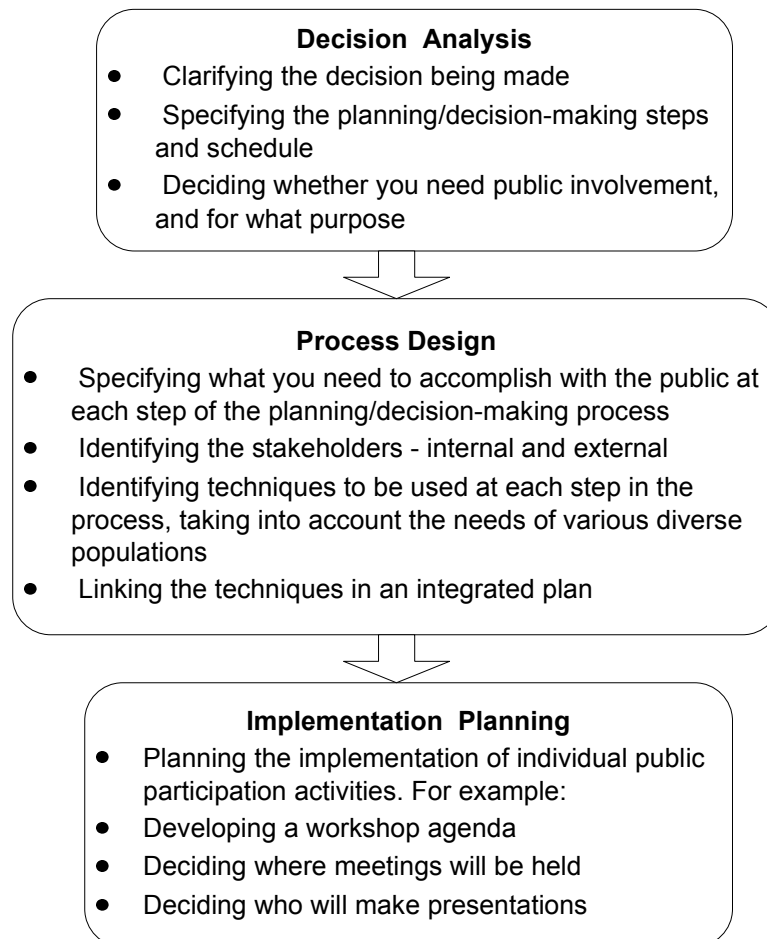 Decision Analysis
● Clarifying the decision being made
● Specifying the planning/decision-making steps
and schedule
● Deciding whether you need public involvement,
and for what purpose
Process Design
● Specifying what you need to accomplish with the public at
each step of the planning/decision-making process
● Identifying the stakeholders - internal and external
● Identifying techniques to be used at each step in the
process, taking into account the needs of various diverse
populations
● Linking the techniques in an integrated plan
Implementation Planning
● Planning the implementation of individual public
participation activities. For example:
● Developing a workshop agenda
● Deciding where meetings will be held
● Deciding who will make presentations